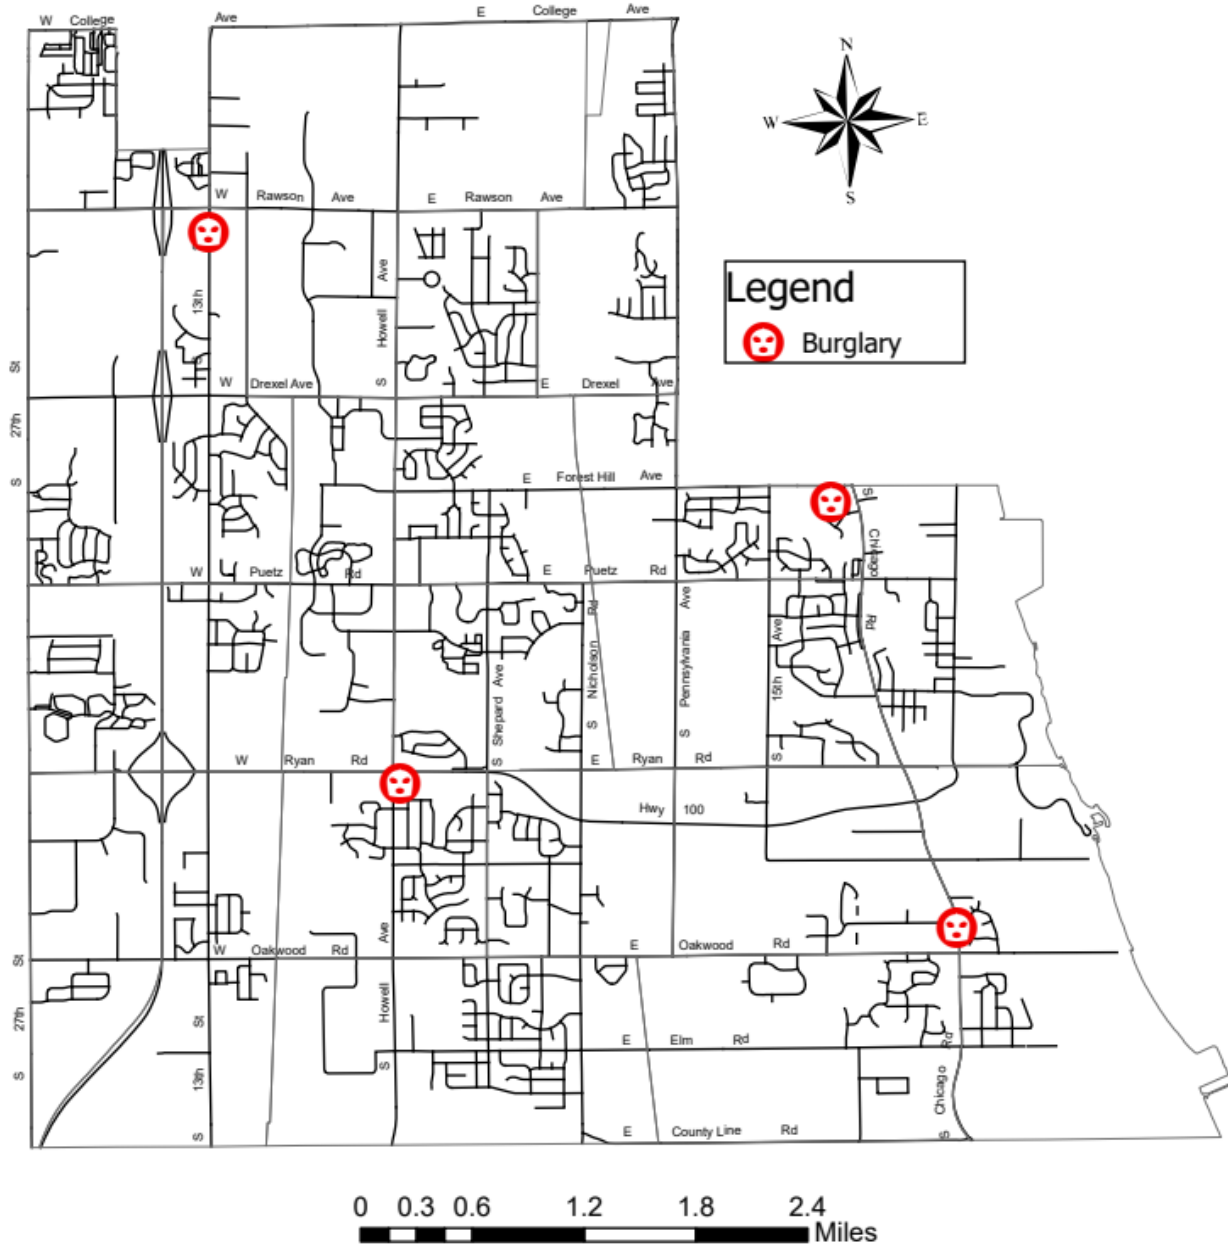 W College Ave E College Ave
N
W E
S
W Rawson Ave E Rawson Ave
Legend
Burglary
S 27th St
13th
S Howell Ave
W Drexel Ave E Drexel Ave
E Forest Hill Ave
S Chicago Rd
W Puetz Rd E Puetz Rd
S Shepard Ave
S Nicholson Rd
S Pennsylvania Ave
S 15th Ave
W Ryan Rd E Ryan Rd
Hwy 100
W Oakwood Rd E Oakwood Rd
S 27th St
S 13th St
S Howell Ave
E Elm Rd
S Chicago Rd
E County Line Rd
0 0.3 0.6 1.2 1.8 2.4
Miles